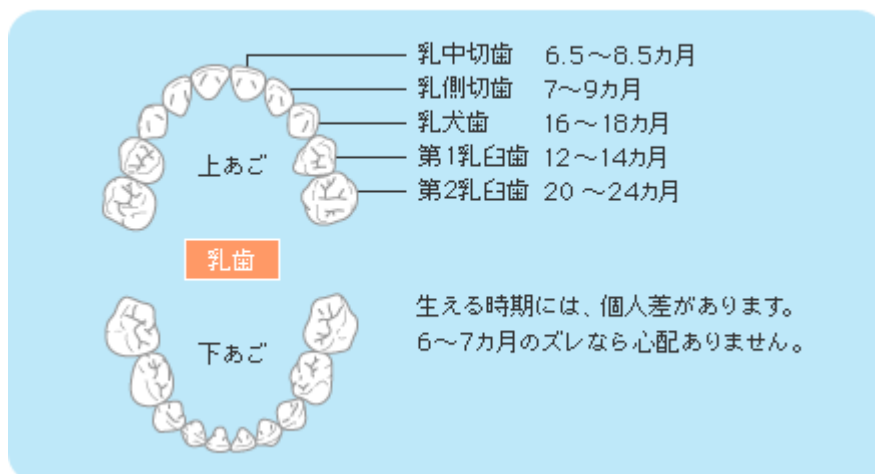 乳中切歯 6.5～8.5カ月
乳側切歯 7～9カ月
乳犬歯 16～18カ月
第1乳臼歯 12～14カ月
第2乳臼歯 20 ～24カ月
上あご
乳歯
生える時期には、個人差があります。
6～7カ月のズレなら心配ありません。
下あご